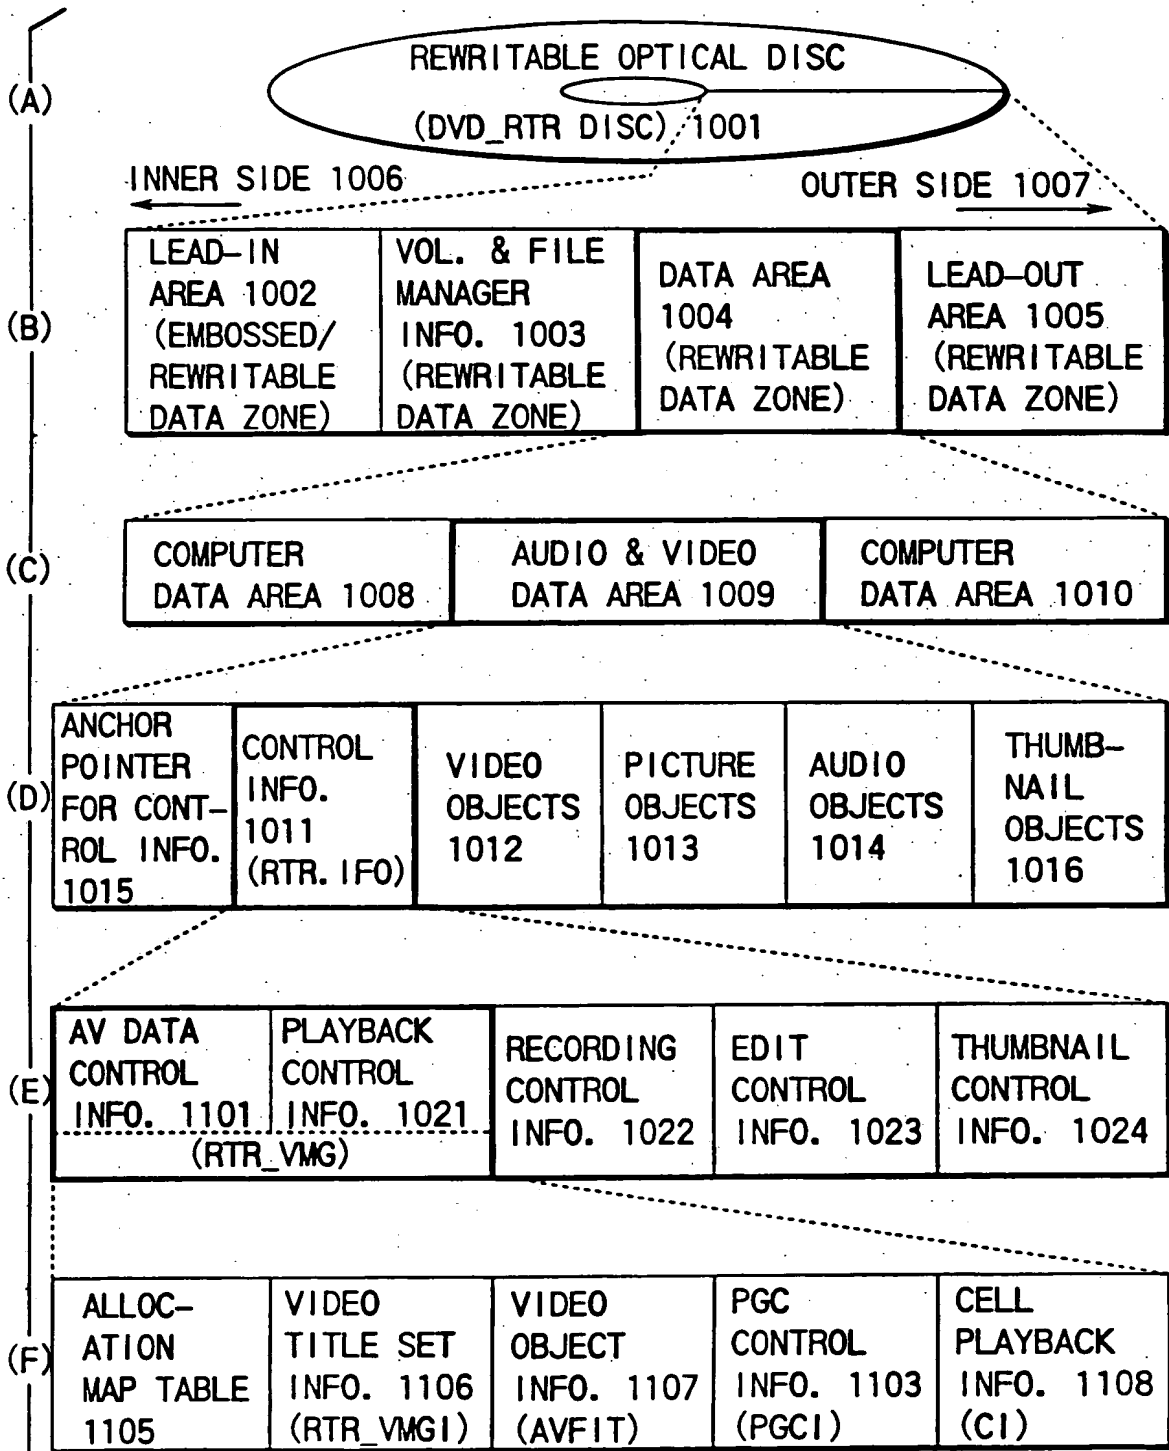 (A)
REWRITABLE OPTICAL DISC
(DVD_RTR DISC) 1001
INNER SIDE 1006
OUTER SIDE 1007
(B)
LEAD-IN
AREA 1002
(EMBOSSED/
REWRITABLE
DATA ZONE)
VOL. & FILE
MANAGER
INFO. 1003
(REWRITABLE
DATA ZONE)
DATA AREA
1004
(REWRITABLE
DATA ZONE)
LEAD-OUT
AREA 1005
(REWRITABLE
DATA ZONE)
(C)
COMPUTER
DATA AREA 1008
AUDIO & VIDEO
DATA AREA 1009
COMPUTER
DATA AREA 1010
(D)
ANCHOR
POINTER
FOR CONT-
ROL INFO.
1015
CONTROL
INFO.
1011
(RTR.IFO)
VIDEO
OBJECTS
1012
PICTURE
OBJECTS
1013
AUDIO
OBJECTS
1014
THUMB-
NAIL
OBJECTS
1016
(E)
AV DATA
CONTROL
INFO. 1101
PLAYBACK
CONTROL
INFO. 1021
(RTR_VMG)
RECORDING
CONTROL
INFO. 1022
EDIT
CONTROL
INFO. 1023
THUMBNAIL
CONTROL
INFO. 1024
(F)
ALLOC-
ATION
MAP TABLE
1105
VIDEO
TITLE SET
INFO. 1106
(RTR_VMGI)
VIDEO
OBJECT
INFO. 1107
(AVFIT)
PGC
CONTROL
INFO. 1103
(PGCI)
CELL
PLAYBACK
INFO. 1108
(CI)